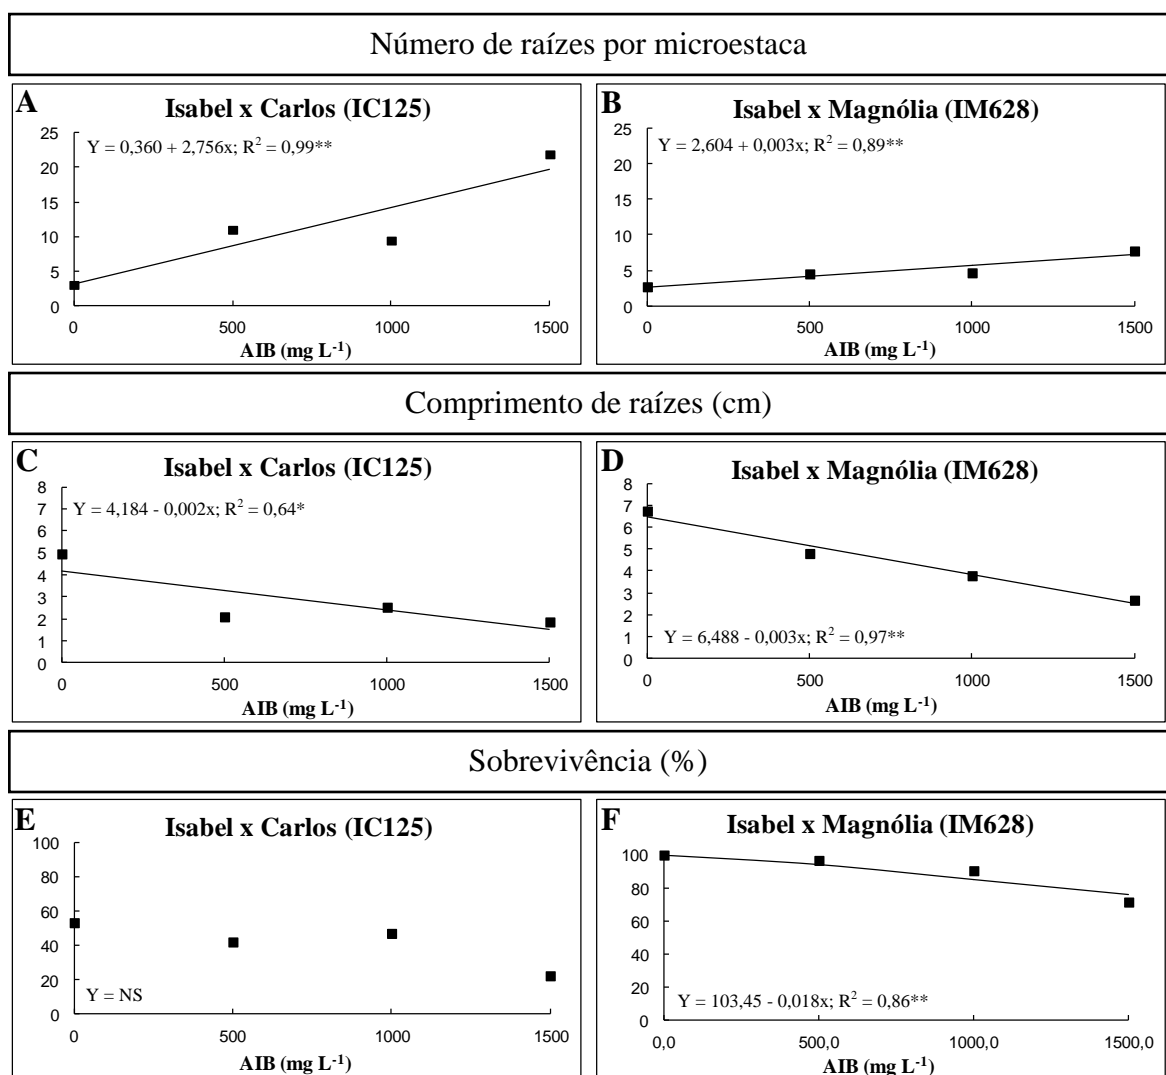 Número de raízes por microestaca
A
Isabel x Carlos (IC125)
Y = 0,360 + 2,756x; R² = 0,99**
25
20
15
10
5
0
0 500 1000 1500
AIB (mg L⁻¹)
B
Isabel x Magnólia (IM628)
Y = 2,604 + 0,003x; R² = 0,89**
25
20
15
10
5
0
0 500 1000 1500
AIB (mg L⁻¹)
Comprimento de raízes (cm)
C
Isabel x Carlos (IC125)
Y = 4,184 - 0,002x; R² = 0,64*
8
7
6
5
4
3
2
1
0
0 500 1000 1500
AIB (mg L⁻¹)
D
Isabel x Magnólia (IM628)
8
7
6
5
4
3
2
1
0
Y = 6,488 - 0,003x; R² = 0,97**
0 500 1000 1500
AIB (mg L⁻¹)
Sobrevivência (%)
E
Isabel x Carlos (IC125)
100
80
60
40
20
0
Y = NS
0 500 1000 1500
AIB (mg L⁻¹)
F
Isabel x Magnólia (IM628)
100
80
60
40
20
0
Y = 103,45 - 0,018x; R² = 0,86**
0,0 500,0 1000,0 1500,0
AIB (mg L⁻¹)